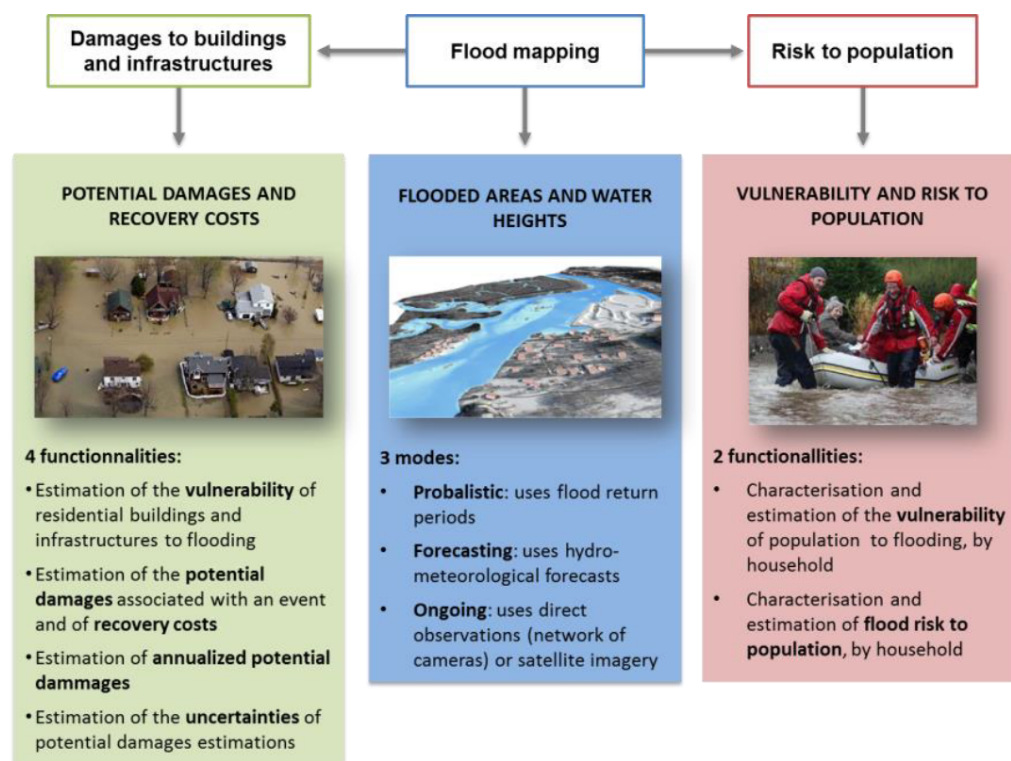 Damages to buildings
and infrastructures
Flood mapping
Risk to population
POTENTIAL DAMAGES AND
RECOVERY COSTS
4 functionnalities:
• Estimation of the vulnerability of
residential buildings and
infrastructures to flooding
• Estimation of the potential
damages associated with an event
and of recovery costs
• Estimation of annualized potential
dammages
• Estimation of the uncertainties of
potential damages estimations
FLOODED AREAS AND WATER
HEIGHTS
3 modes:
• Probalistic: uses flood return
periods
• Forecasting: uses hydro-
meteorological forecasts
• Ongoing: uses direct
observations (network of
cameras) or satellite imagery
VULNERABILITY AND RISK TO
POPULATION
2 functionallities:
• Characterisation and
estimation of the vulnerability
of population to flooding, by
household
• Characterisation and
estimation of flood risk to
population, by household